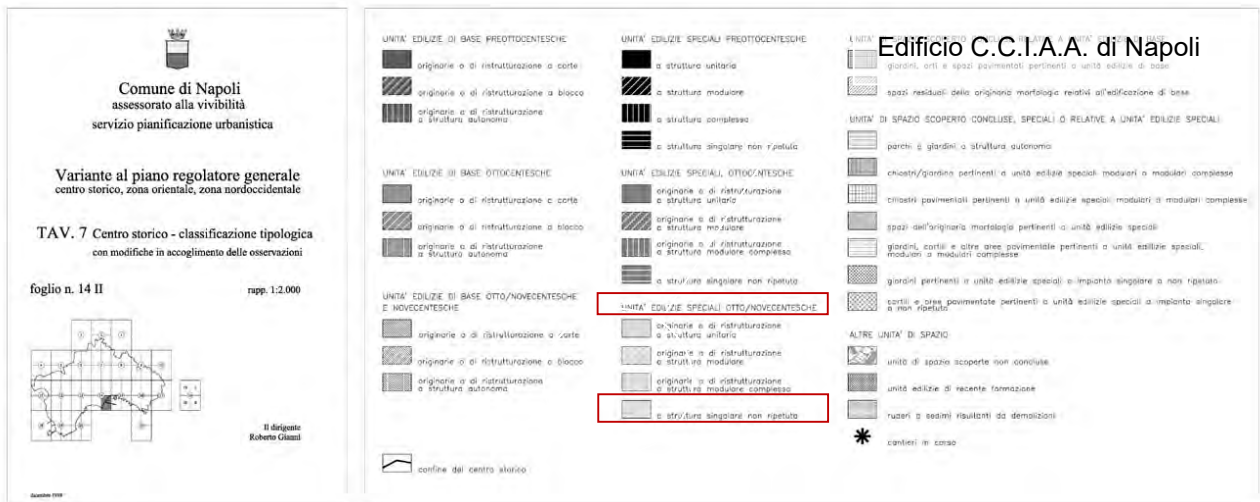 Comune di Napoli
assessorato alla vivibilità
servizio pianificazione urbanistica
Variante al piano regolatore generale
centro storico, zona orientale, zona nordoccidentale
TAV. 7 Centro storico - classificazione tipologica
con modifiche in accoglimento delle osservazioni
foglio n. 14 II
rapp. 1:2.000
Il dirigente
Roberto Giannì
UNITA' EDILIZIE DI BASE PREOTTOCENTESCHE
originarie o di ristrutturazione a corte
originarie o di ristrutturazione a blocco
originarie o di ristrutturazione
a struttura autonoma
UNITA' EDILIZIE DI BASE OTTOCENTESCHE
originarie o di ristrutturazione a corte
originarie o di ristrutturazione a blocco
originarie o di ristrutturazione
a struttura autonoma
UNITA' EDILIZIE DI BASE OTTO/NOVECENTESCHE
E NOVECENTESCHE
originarie o di ristrutturazione a corte
originarie o di ristrutturazione a blocco
originarie o di ristrutturazione
a struttura autonoma
confine del centro storico
UNITA' EDILIZIE SPECIALI PREOTTOCENTESCHE
a struttura unitaria
a struttura modulare
a struttura complessa
a struttura singolare non ripetuta
UNITA' EDILIZIE SPECIALI, OTTOCENTESCHE
originarie o di ristrutturazione
a struttura unitaria
originarie o di ristrutturazione
a struttura modulare
originarie o di ristrutturazione
a struttura modulare complessa
a struttura singolare non ripetuta
UNITA' EDILIZIE SPECIALI OTTO/NOVECENTESCHE
originarie o di ristrutturazione
a struttura unitaria
originarie o di ristrutturazione
a struttura modulare
originarie o di ristrutturazione
a struttura modulare complessa
a struttura singolare non ripetuta
Edificio C.C.I.A.A. di Napoli
giardini, orti e spazi pavimentati pertinenti a unità edilizie di base
spazi residuali della originaria morfologia relativi all'edificazione di base
UNITA' DI SPAZIO SCOPERTO CONCLUSE, SPECIALI O RELATIVE A UNITA' EDILIZIE SPECIALI
parchi e giardini a struttura autonoma
chiostri/giardino pertinenti a unità edilizie speciali modulari o modulari complesse
chiostri pavimentati pertinenti a unità edilizie speciali modulari o modulari complesse
spazi dell'originaria morfologia pertinenti a unità edilizie speciali
giardini, cortili e altre aree pavimentate pertinenti a unità edilizie speciali,
modulari o modulari complesse
giardini pertinenti a unità edilizie speciali a impianto singolare o non ripetuto
cortili e aree pavimentate pertinenti a unità edilizie speciali a impianto singolare
o non ripetuto
ALTRE UNITA' DI SPAZIO
unità di spazio scoperte non concluse
unità edilizie di recente formazione
ruderi o sedimi risultanti da demolizioni
cantieri in corso